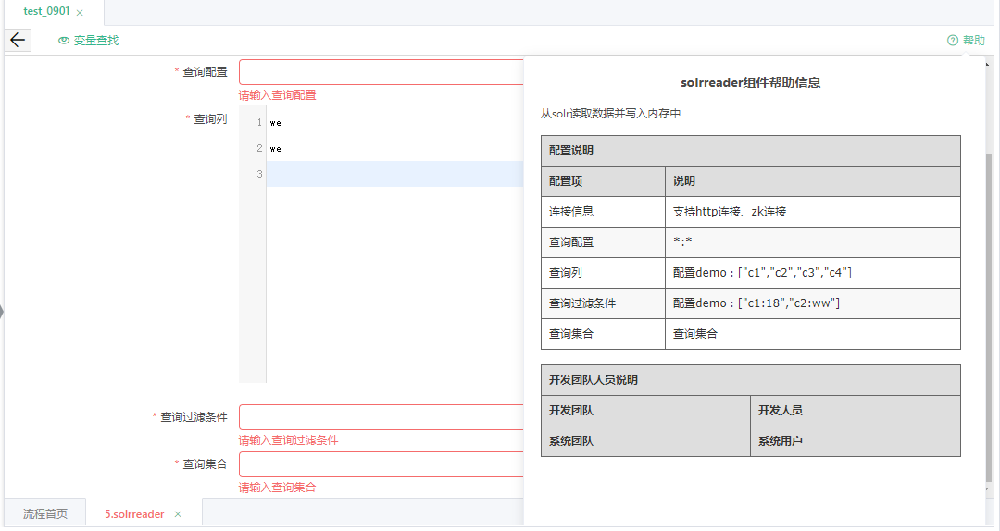 test_0901
变量查找
帮助
* 查询配置
请输入查询配置
* 查询列
1 we
2 we
3
* 查询过滤条件
请输入查询过滤条件
* 查询集合
请输入查询集合
solrreader组件帮助信息
从solr读取数据并写入内存中
配置说明
配置项 说明
连接信息 支持http连接、zk连接
查询配置 *:*
查询列 配置demo：["c1","c2","c3","c4"]
查询过滤条件 配置demo：["c1:18","c2:ww"]
查询集合 查询集合
开发团队人员说明
开发团队 开发人员
系统团队 系统用户
流程首页 5.solrreader